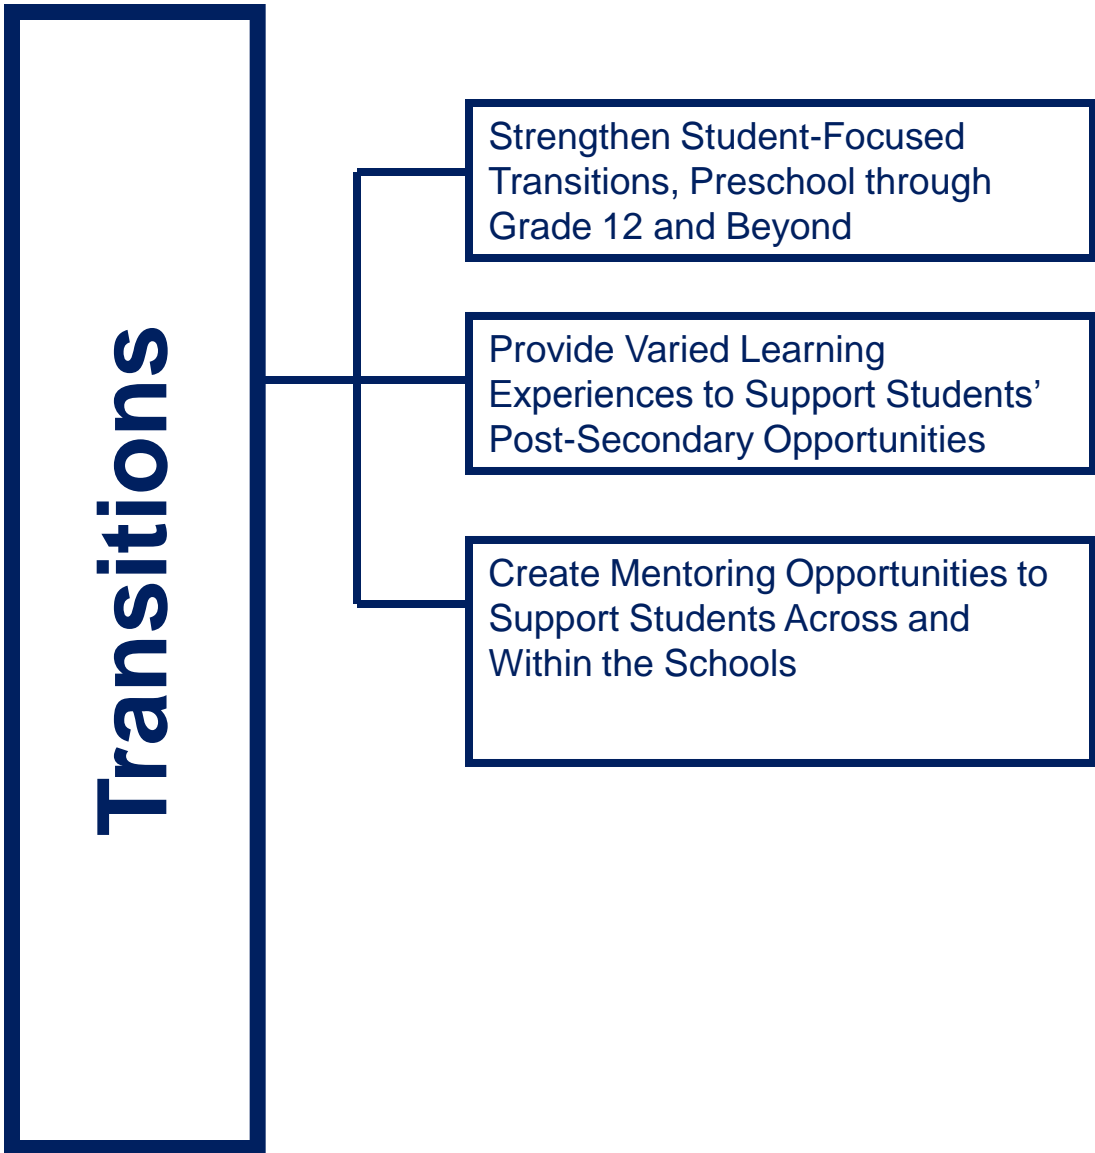 Transitions
Strengthen Student-Focused
Transitions, Preschool through
Grade 12 and Beyond
Provide Varied Learning
Experiences to Support Students’
Post-Secondary Opportunities
Create Mentoring Opportunities to
Support Students Across and
Within the Schools